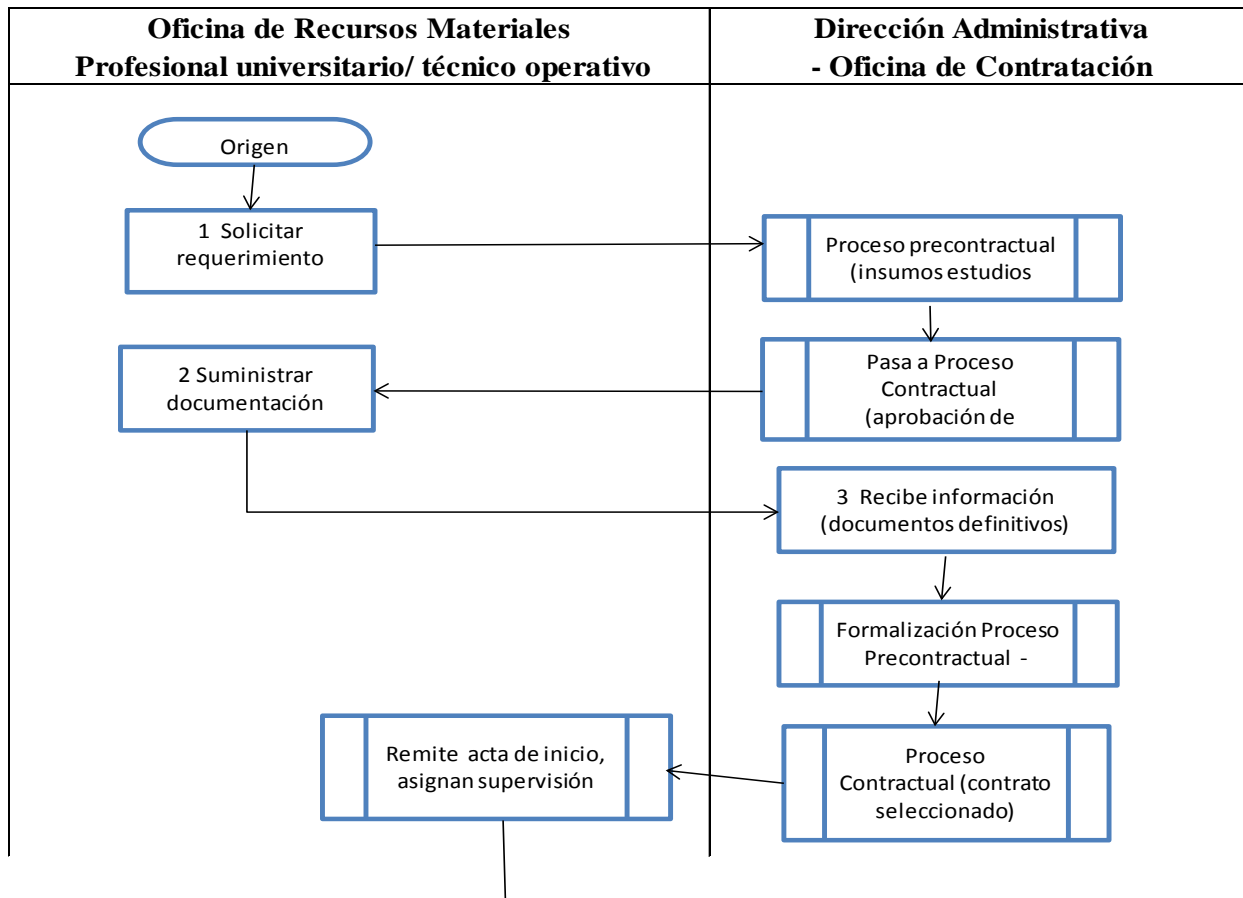 Oficina de Recursos Materiales
Profesional universitario/ técnico operativo
Dirección Administrativa
- Oficina de Contratación
Origen
1 Solicitar
requerimiento
Proceso precontractual
(insumos estudios
Pasa a Proceso
Contractual
(aprobación de
2 Suministrar
documentación
3 Recibe información
(documentos definitivos)
Formalización Proceso
Precontractual -
Proceso
Contractual (contrato
seleccionado)
Remite acta de inicio,
asignan supervisión